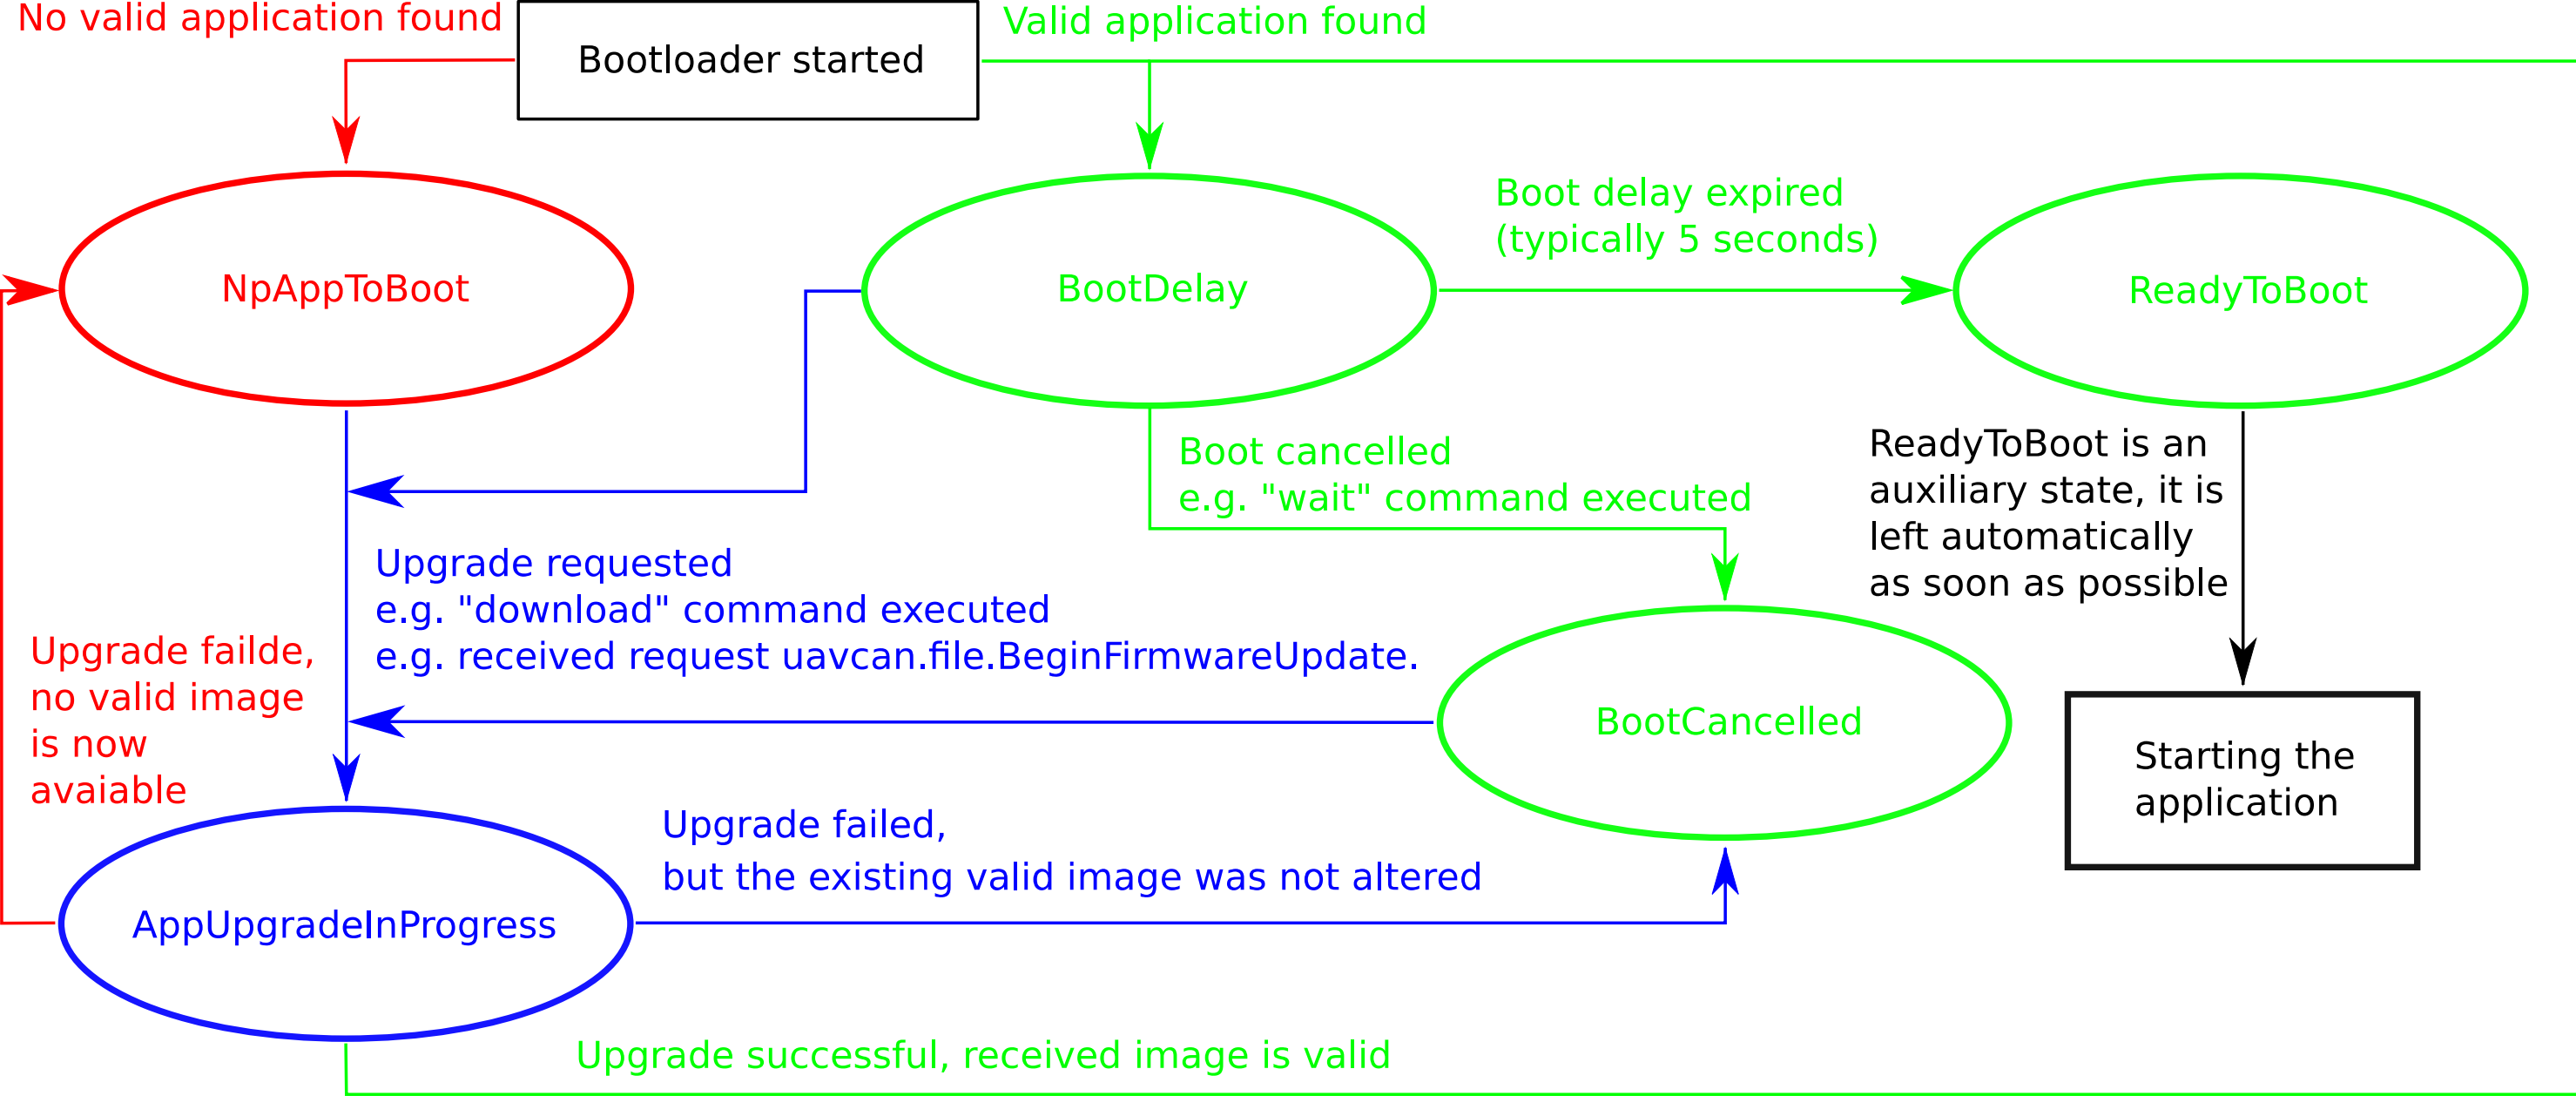 No valid application found
Bootloader started
Valid application found
NpAppToBoot
BootDelay
Boot delay expired
(typically 5 seconds)
ReadyToBoot
Boot cancelled
e.g. "wait" command executed
ReadyToBoot is an
auxiliary state, it is
left automatically
as soon as possible
Upgrade requested
e.g. "download" command executed
e.g. received request uavcan.file.BeginFirmwareUpdate.
Upgrade failde,
no valid image
is now
avaiable
BootCancelled
Starting the
application
Upgrade failed,
but the existing valid image was not altered
AppUpgradeInProgress
Upgrade successful, received image is valid